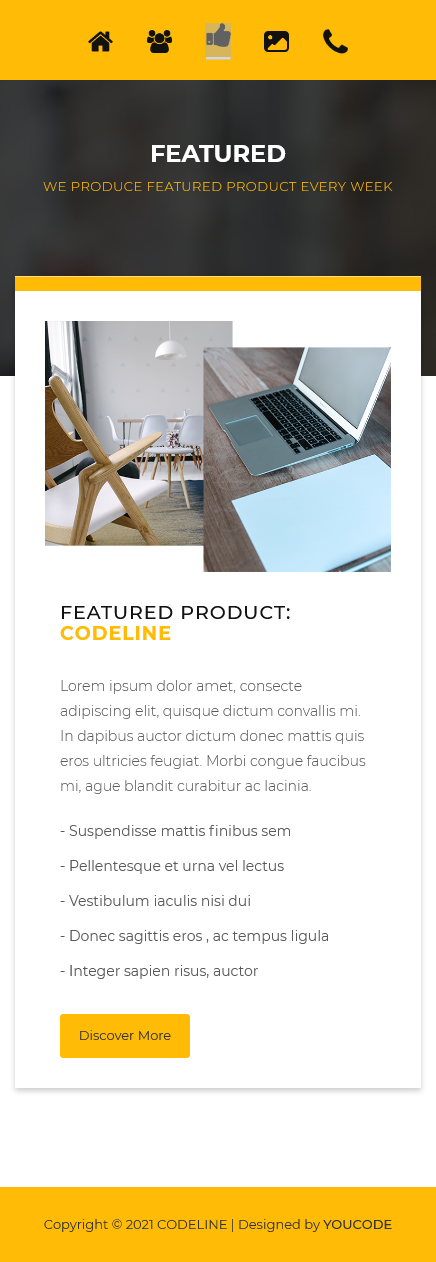 FEATURED
WE PRODUCE FEATURED PRODUCT EVERY WEEK
FEATURED PRODUCT:
CODELINE
Lorem ipsum dolor amet, consecte
adipiscing elit, quisque dictum convallis mi.
In dapibus auctor dictum donec mattis quis
eros ultricies feugiat. Morbi congue faucibus
mi, ague blandit curabitur ac lacinia.
- Suspendisse mattis finibus sem
- Pellentesque et urna vel lectus
- Vestibulum iaculis nisi dui
- Donec sagittis eros , ac tempus ligula
- Integer sapien risus, auctor
Discover More
Copyright © 2021 CODELINE | Designed by YOUCODE